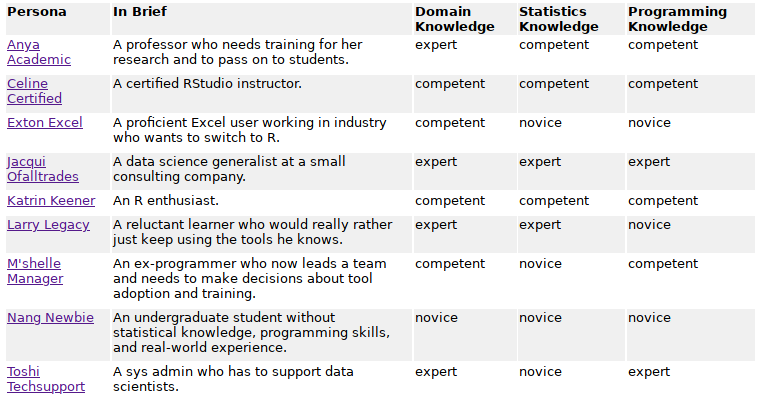 Persona In Brief Domain Knowledge Statistics Knowledge Programming Knowledge
Anya Academic A professor who needs training for her research and to pass on to students. expert competent competent
Celine Certified A certified RStudio instructor. competent competent competent
Exton Excel A proficient Excel user working in industry who wants to switch to R. competent novice novice
Jacqui Ofalltrades A data science generalist at a small consulting company. expert expert expert
Katrin Keener An R enthusiast. competent competent competent
Larry Legacy A reluctant learner who would really rather just keep using the tools he knows. expert expert novice
M'shelle Manager An ex-programmer who now leads a team and needs to make decisions about tool adoption and training. competent novice competent
Nang Newbie An undergraduate student without statistical knowledge, programming skills, and real-world experience. novice novice novice
Toshi Techsupport A sys admin who has to support data scientists. expert novice expert